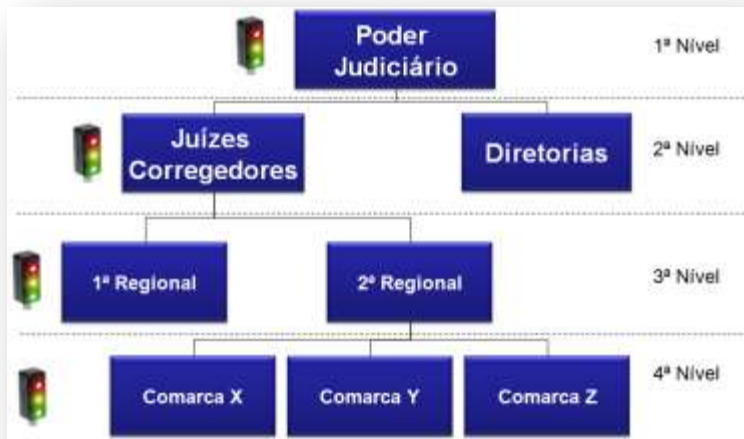 Poder
Judiciário
1ª Nível
Juízes
Corregedores
Diretorias
2ª Nível
1ª Regional
2ª Regional
3ª Nível
Comarca X
Comarca Y
Comarca Z
4ª Nível